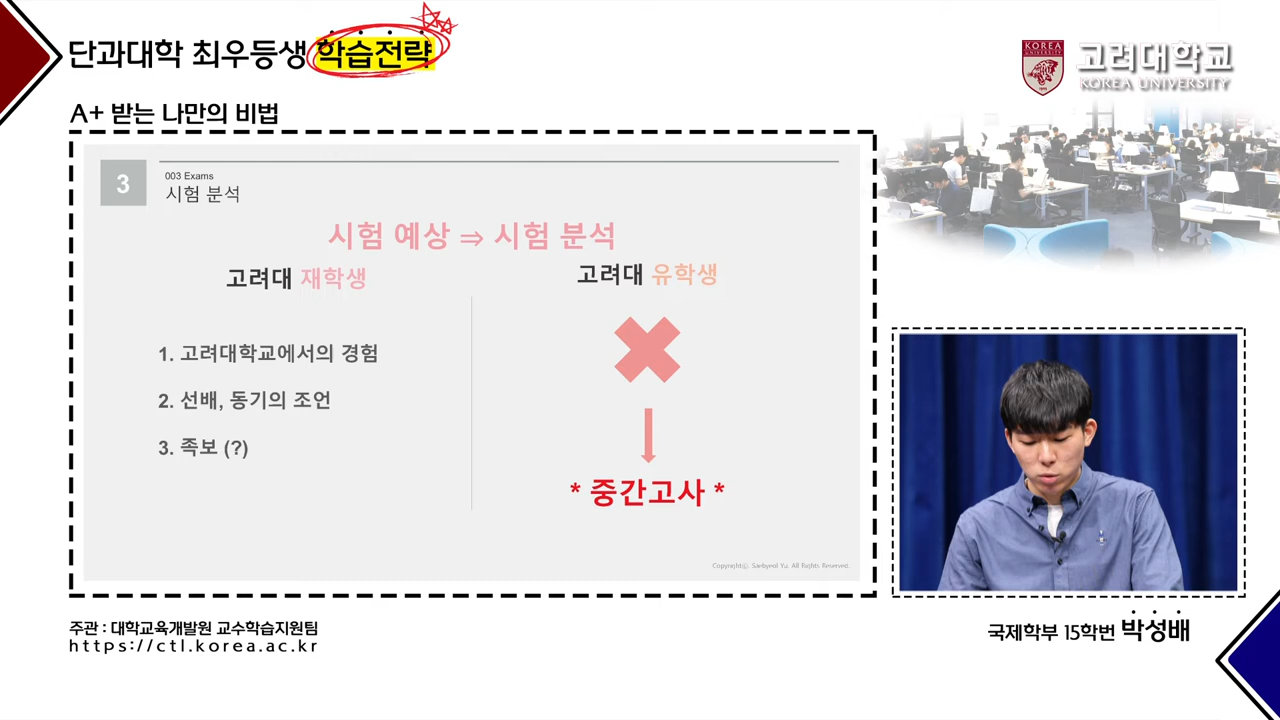 단과대학 최우등생 학습전략
KOREA
UNIVERSITY
고려대학교
KOREA UNIVERSITY
A+ 받는 나만의 비법
3
003 Exams
시험 분석
시험 예상 ⇒ 시험 분석
고려대 재학생
고려대 유학생
1. 고려대학교에서의 경험
2. 선배, 동기의 조언
3. 족보 (?)
* 중간고사 *
Copyrightⓒ. Saebyeol Yu. All Rights Reserved.
주관 : 대학교육개발원 교수학습지원팀
https://ctl.korea.ac.kr
국제학부 15학번 박성배